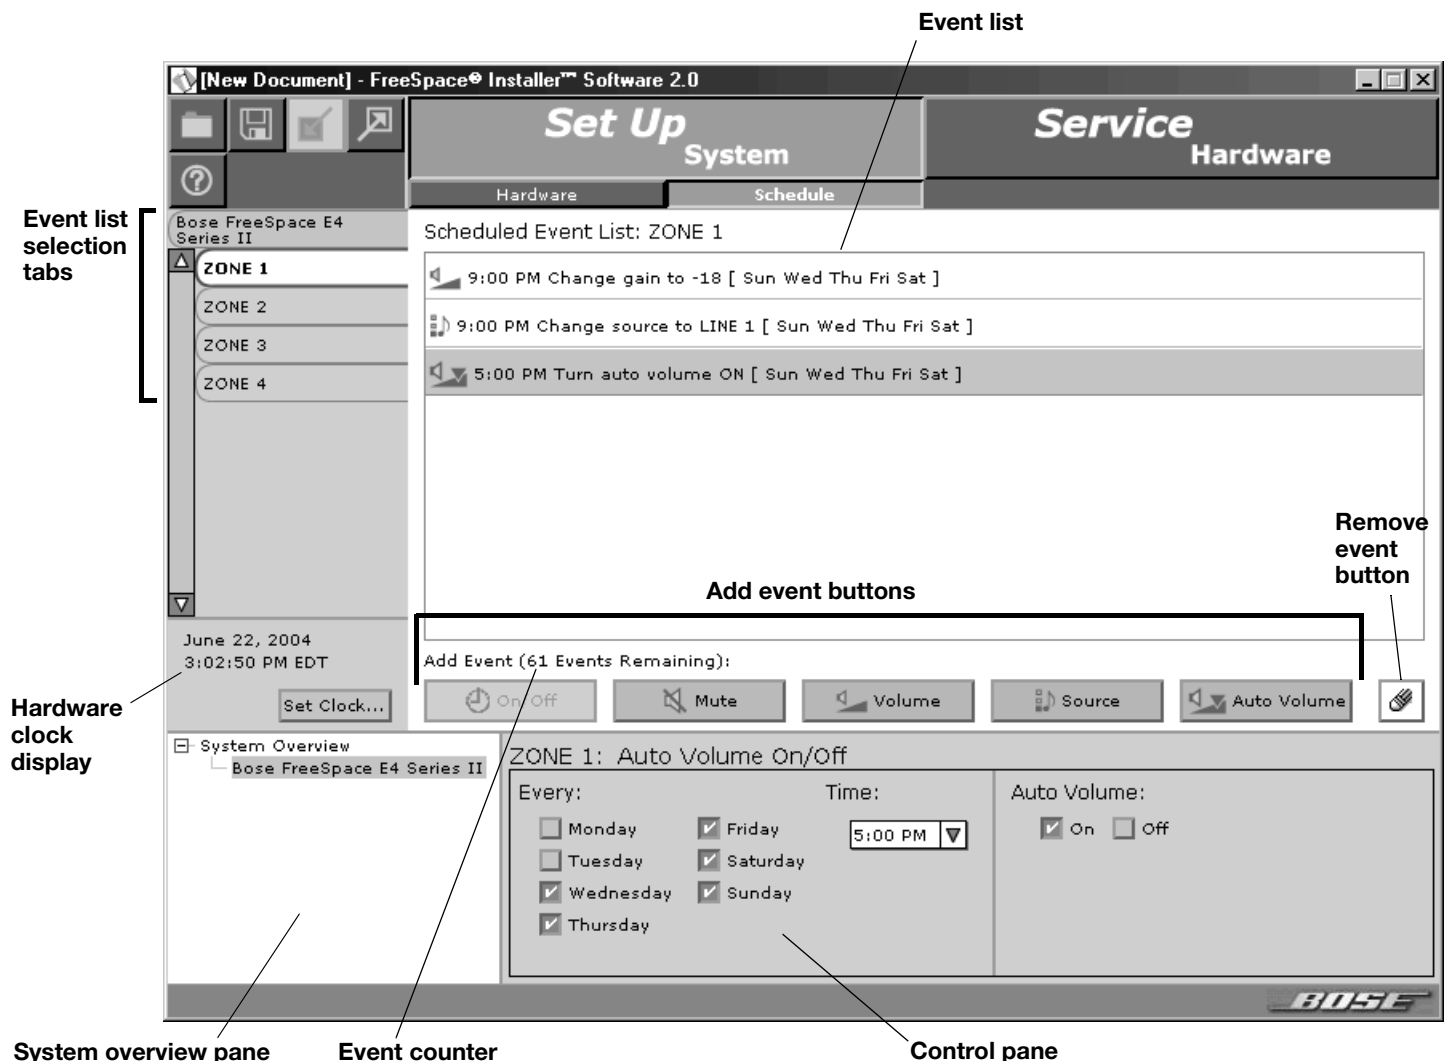 Event list
[New Document] - FreeSpace® Installer™ Software 2.0
Set Up
System
Service
Hardware
Hardware
Schedule
Event list
selection
tabs
Bose FreeSpace E4
Series II
ZONE 1
ZONE 2
ZONE 3
ZONE 4
Scheduled Event List: ZONE 1
9:00 PM Change gain to -18 [ Sun Wed Thu Fri Sat ]
9:00 PM Change source to LINE 1 [ Sun Wed Thu Fri Sat ]
5:00 PM Turn auto volume ON [ Sun Wed Thu Fri Sat ]
Remove
event
button
Add event buttons
June 22, 2004
3:02:50 PM EDT
Set Clock...
Hardware
clock
display
Add Event (61 Events Remaining):
On/Off
Mute
Volume
Source
Auto Volume
System Overview
Bose FreeSpace E4 Series II
ZONE 1: Auto Volume On/Off
Every:
Time:
Auto Volume:
Monday
Friday
5:00 PM
On
Off
Tuesday
Saturday
Wednesday
Sunday
Thursday
BOSE
System overview pane
Event counter
Control pane